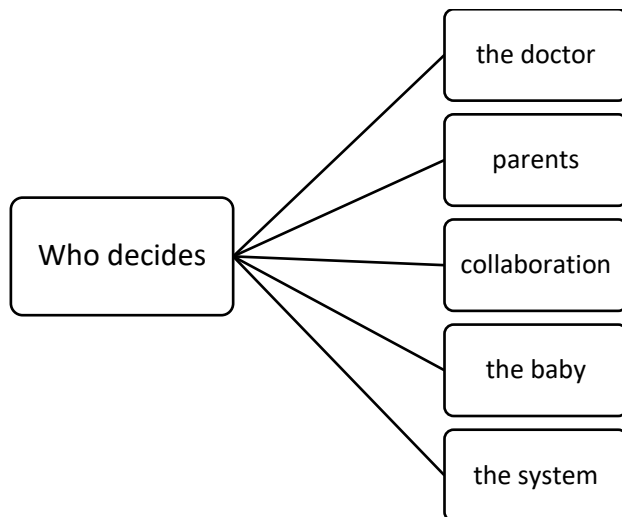 Who decides
the doctor
parents
collaboration
the baby
the system